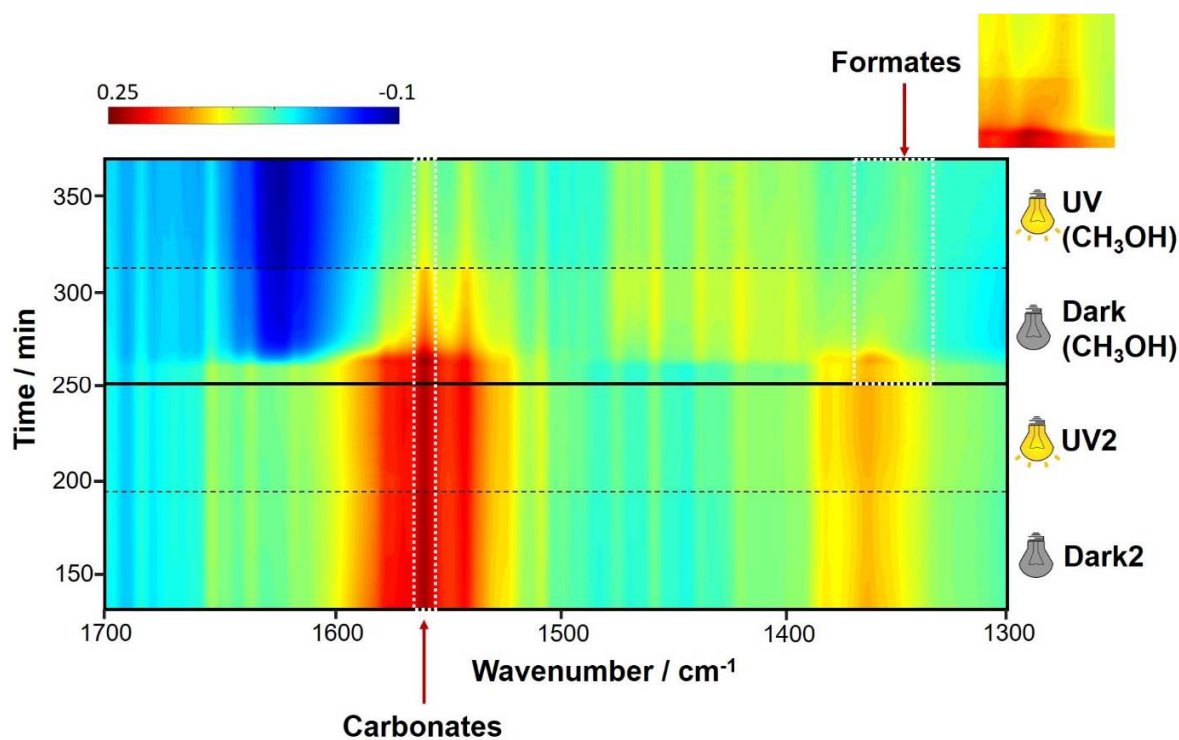 Formates
0.25 -0.1
350
300
250
200
150
Time / min
UV
(CH₃OH)
Dark
(CH₃OH)
UV2
Dark2
1700 1600 1500 1400 1300
Wavenumber / cm⁻¹
Carbonates